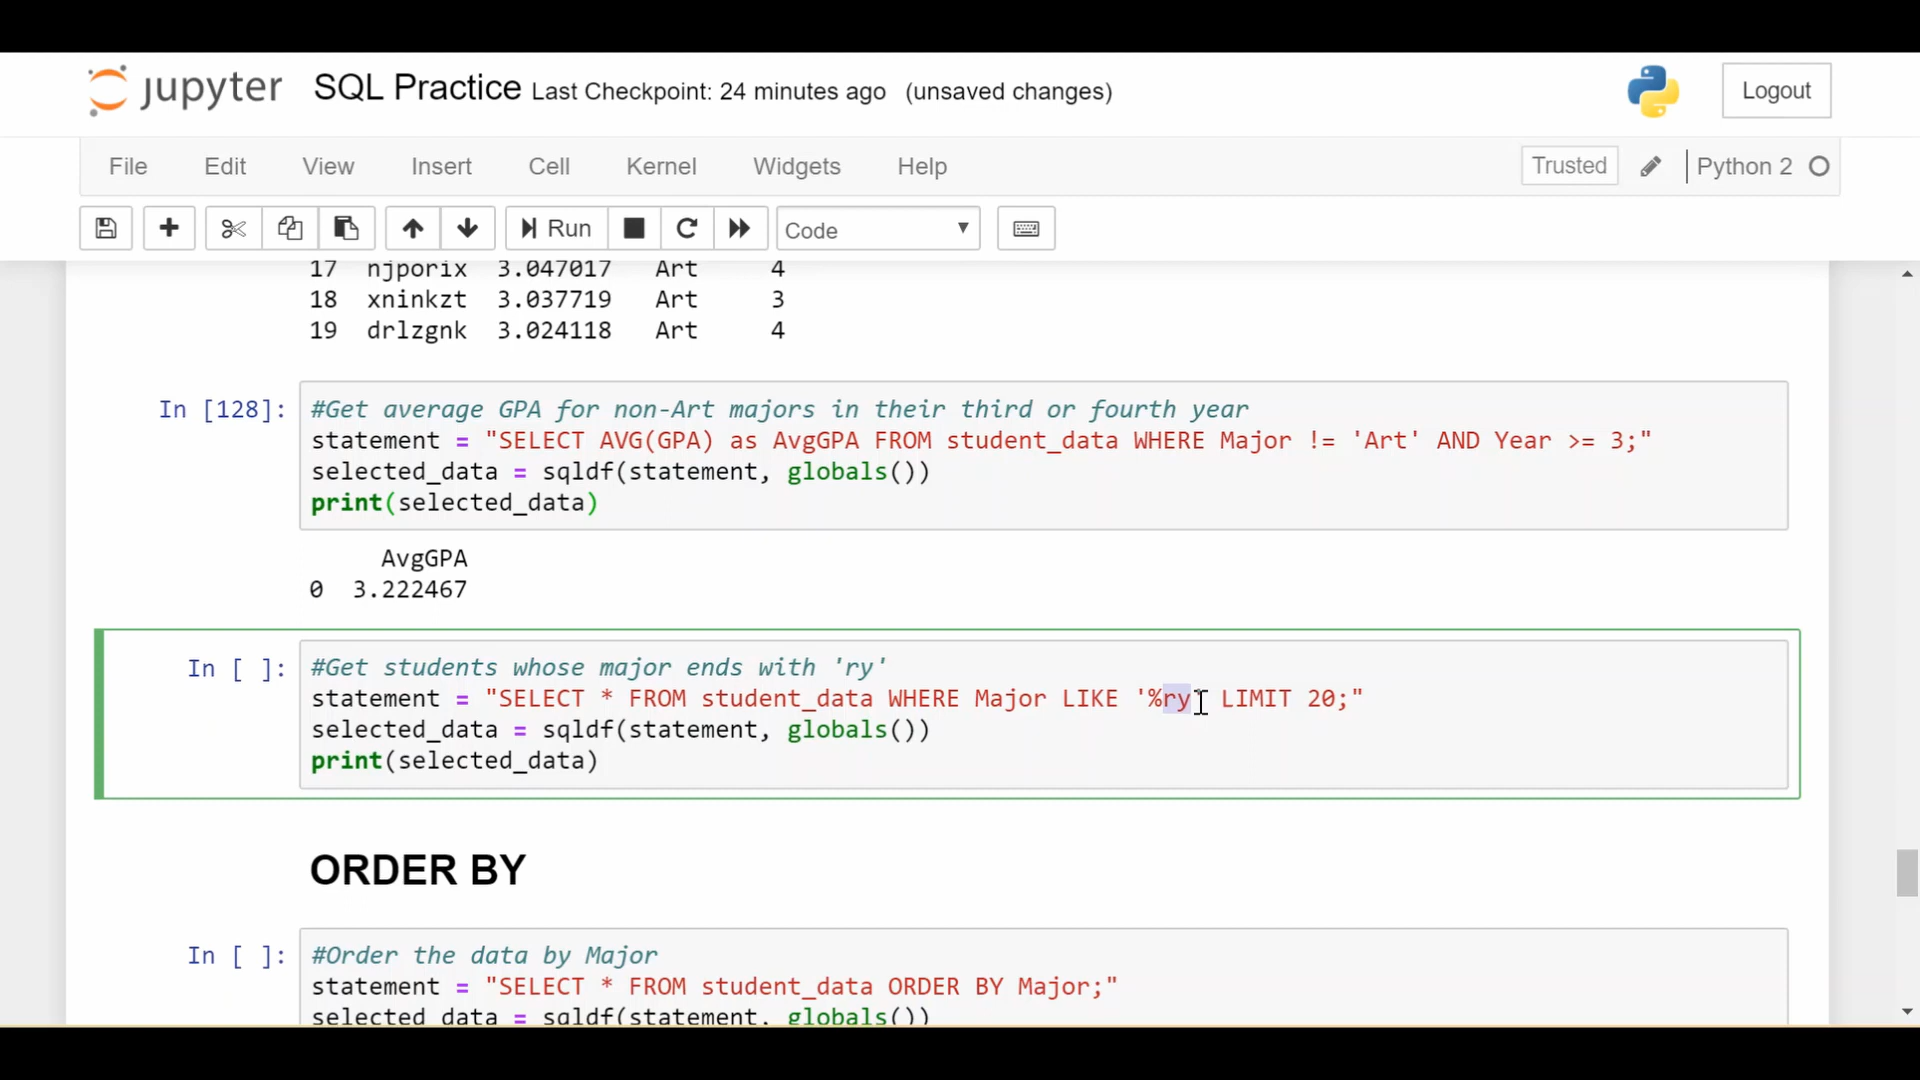 jupyter SQL Practice Last Checkpoint: 24 minutes ago (unsaved changes) Logout
File Edit View Insert Cell Kernel Widgets Help Trusted Python 2
Run Code
17 njporix 3.047017 Art 4
18 xninkzt 3.037719 Art 3
19 drlzgnk 3.024118 Art 4
In [128]: #Get average GPA for non-Art majors in their third or fourth year
statement = "SELECT AVG(GPA) as AvgGPA FROM student_data WHERE Major != 'Art' AND Year >= 3;"
selected_data = sqldf(statement, globals())
print(selected_data)
AvgGPA
0 3.222467
In [ ]: #Get students whose major ends with 'ry'
statement = "SELECT * FROM student_data WHERE Major LIKE '%ry' LIMIT 20;"
selected_data = sqldf(statement, globals())
print(selected_data)
ORDER BY
In [ ]: #Order the data by Major
statement = "SELECT * FROM student_data ORDER BY Major;"
selected_data = sqldf(statement, globals())